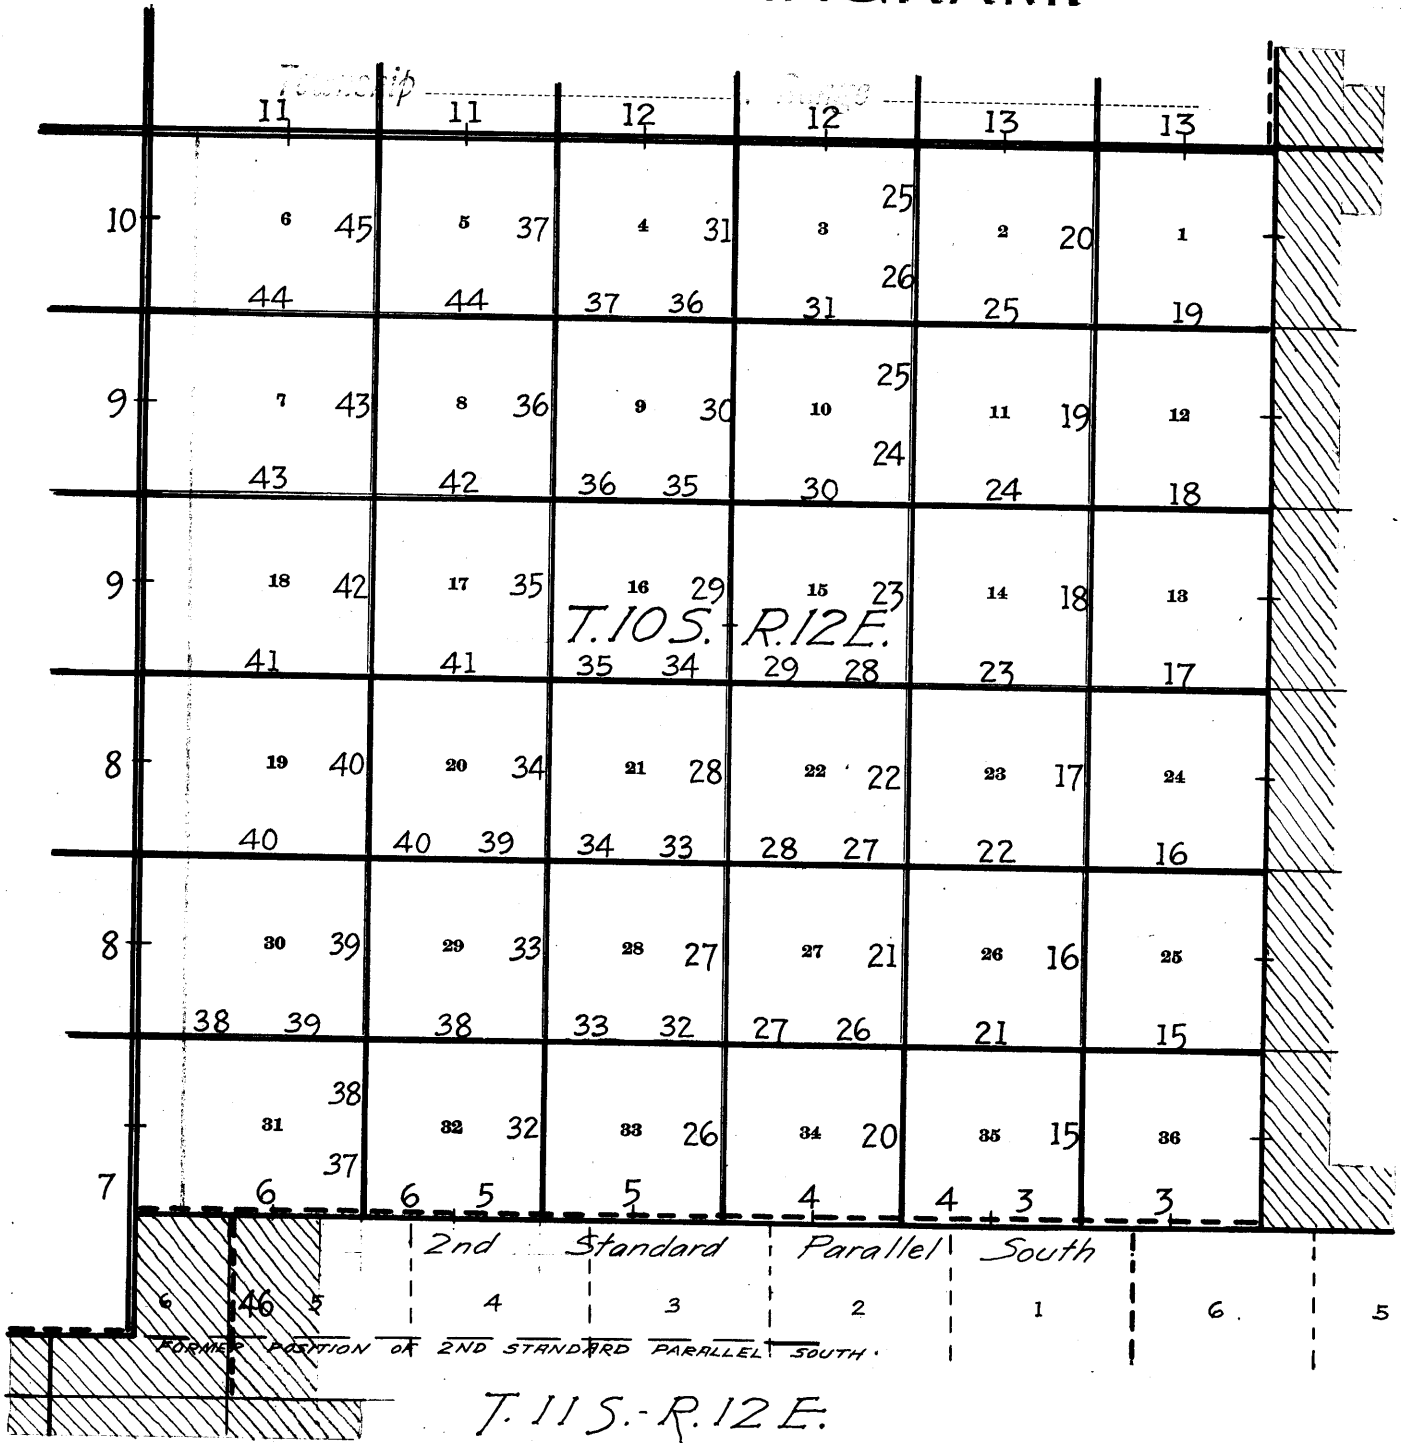 Township . Range
11 11 12 12 13 13
25
10 6 45 5 37 4 31 3 2 20 1
26
44 44 37 36 31 25 19
25
9 7 43 8 36 9 30 10 11 19 12
24
43 42 36 35 30 24 18
9 18 42 17 35 16 29 15 23 14 18 13
T.10S. R.12E.
41 41 35 34 29 28 23 17
8 19 40 20 34 21 28 22 22 23 17 24
40 40 39 34 33 28 27 22 16
8 30 39 29 33 28 27 27 21 26 16 25
38 39 38 33 32 27 26 21 15
38
31 32 32 33 26 34 20 35 15 36
37
7 6 6 5 5 4 4 3 3
2nd Standard Parallel South
6 46 5 4 3 2 1 6 5
FORMER POSITION OF 2ND STANDARD PARALLEL SOUTH.
T. 11 S.-R. 12 E.